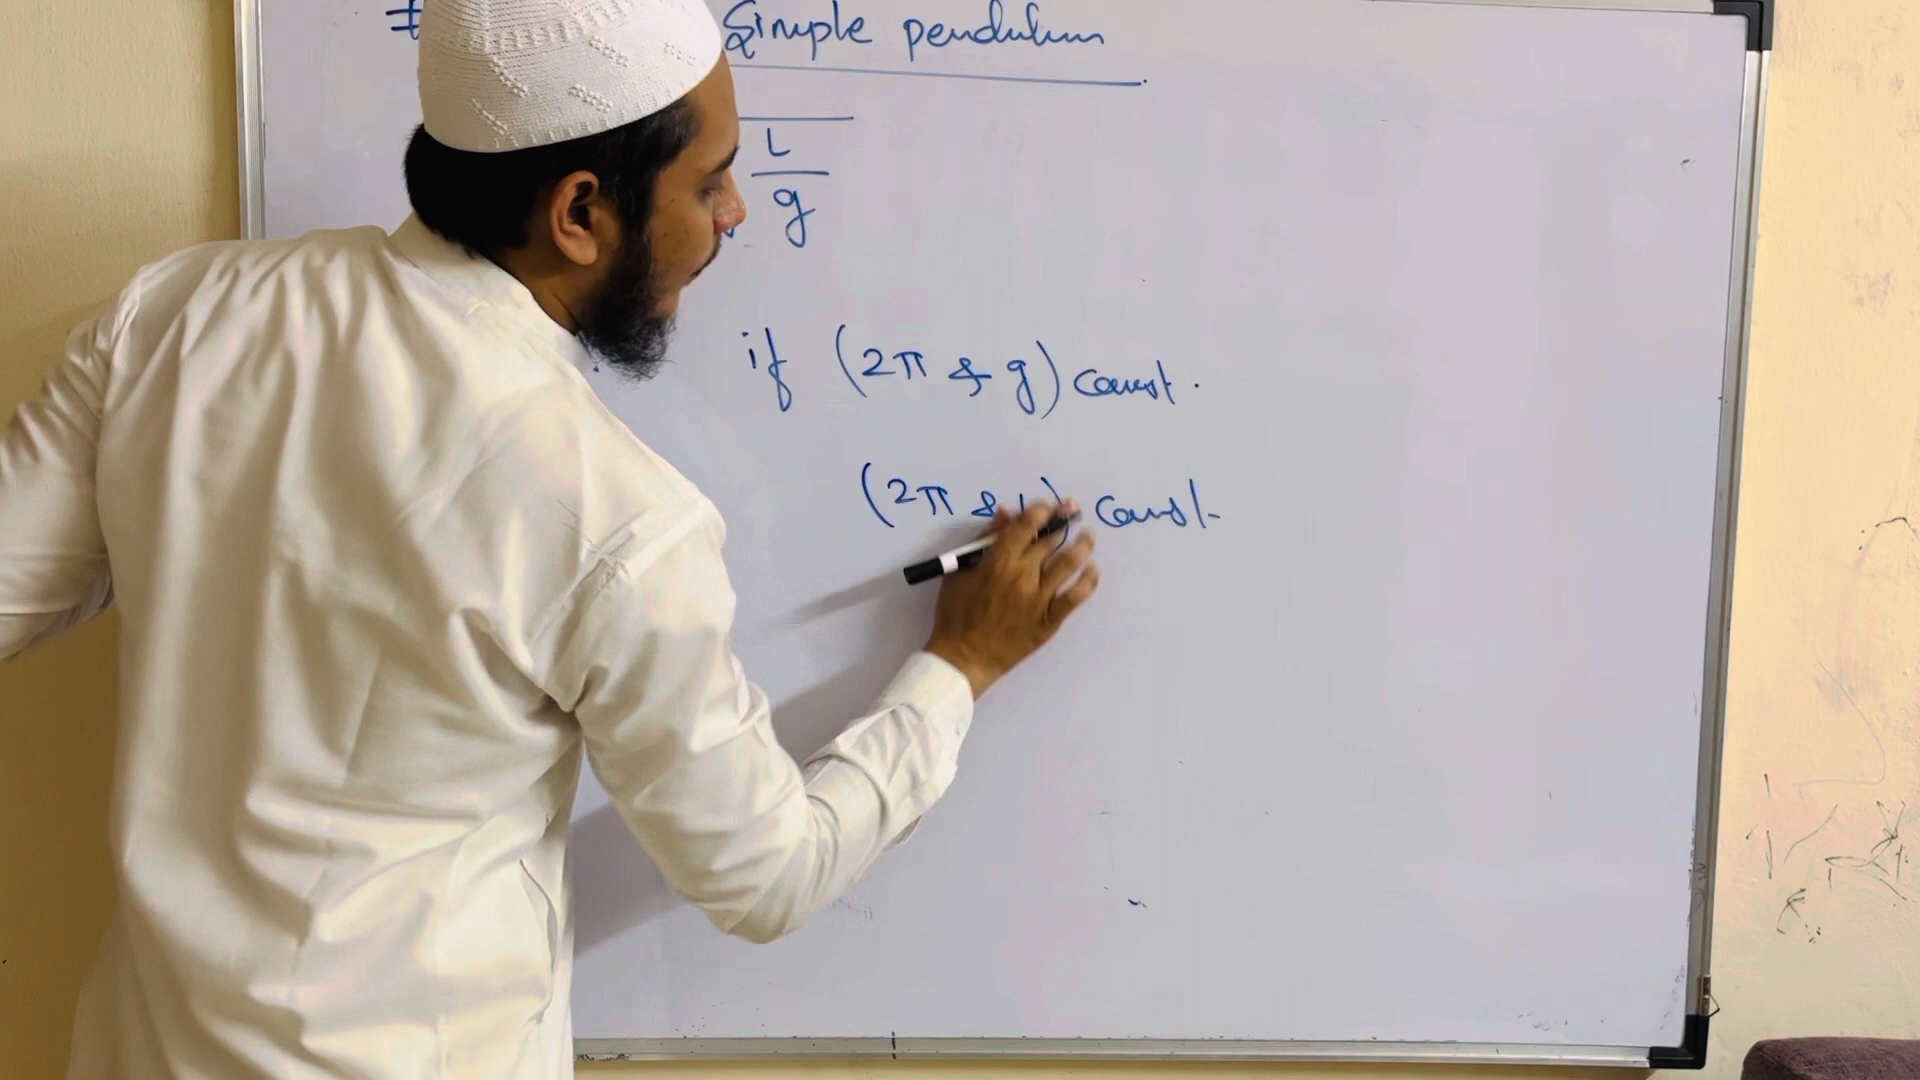 Simple pendulum
L
g
if (2π & g) const.
(2π & L) const